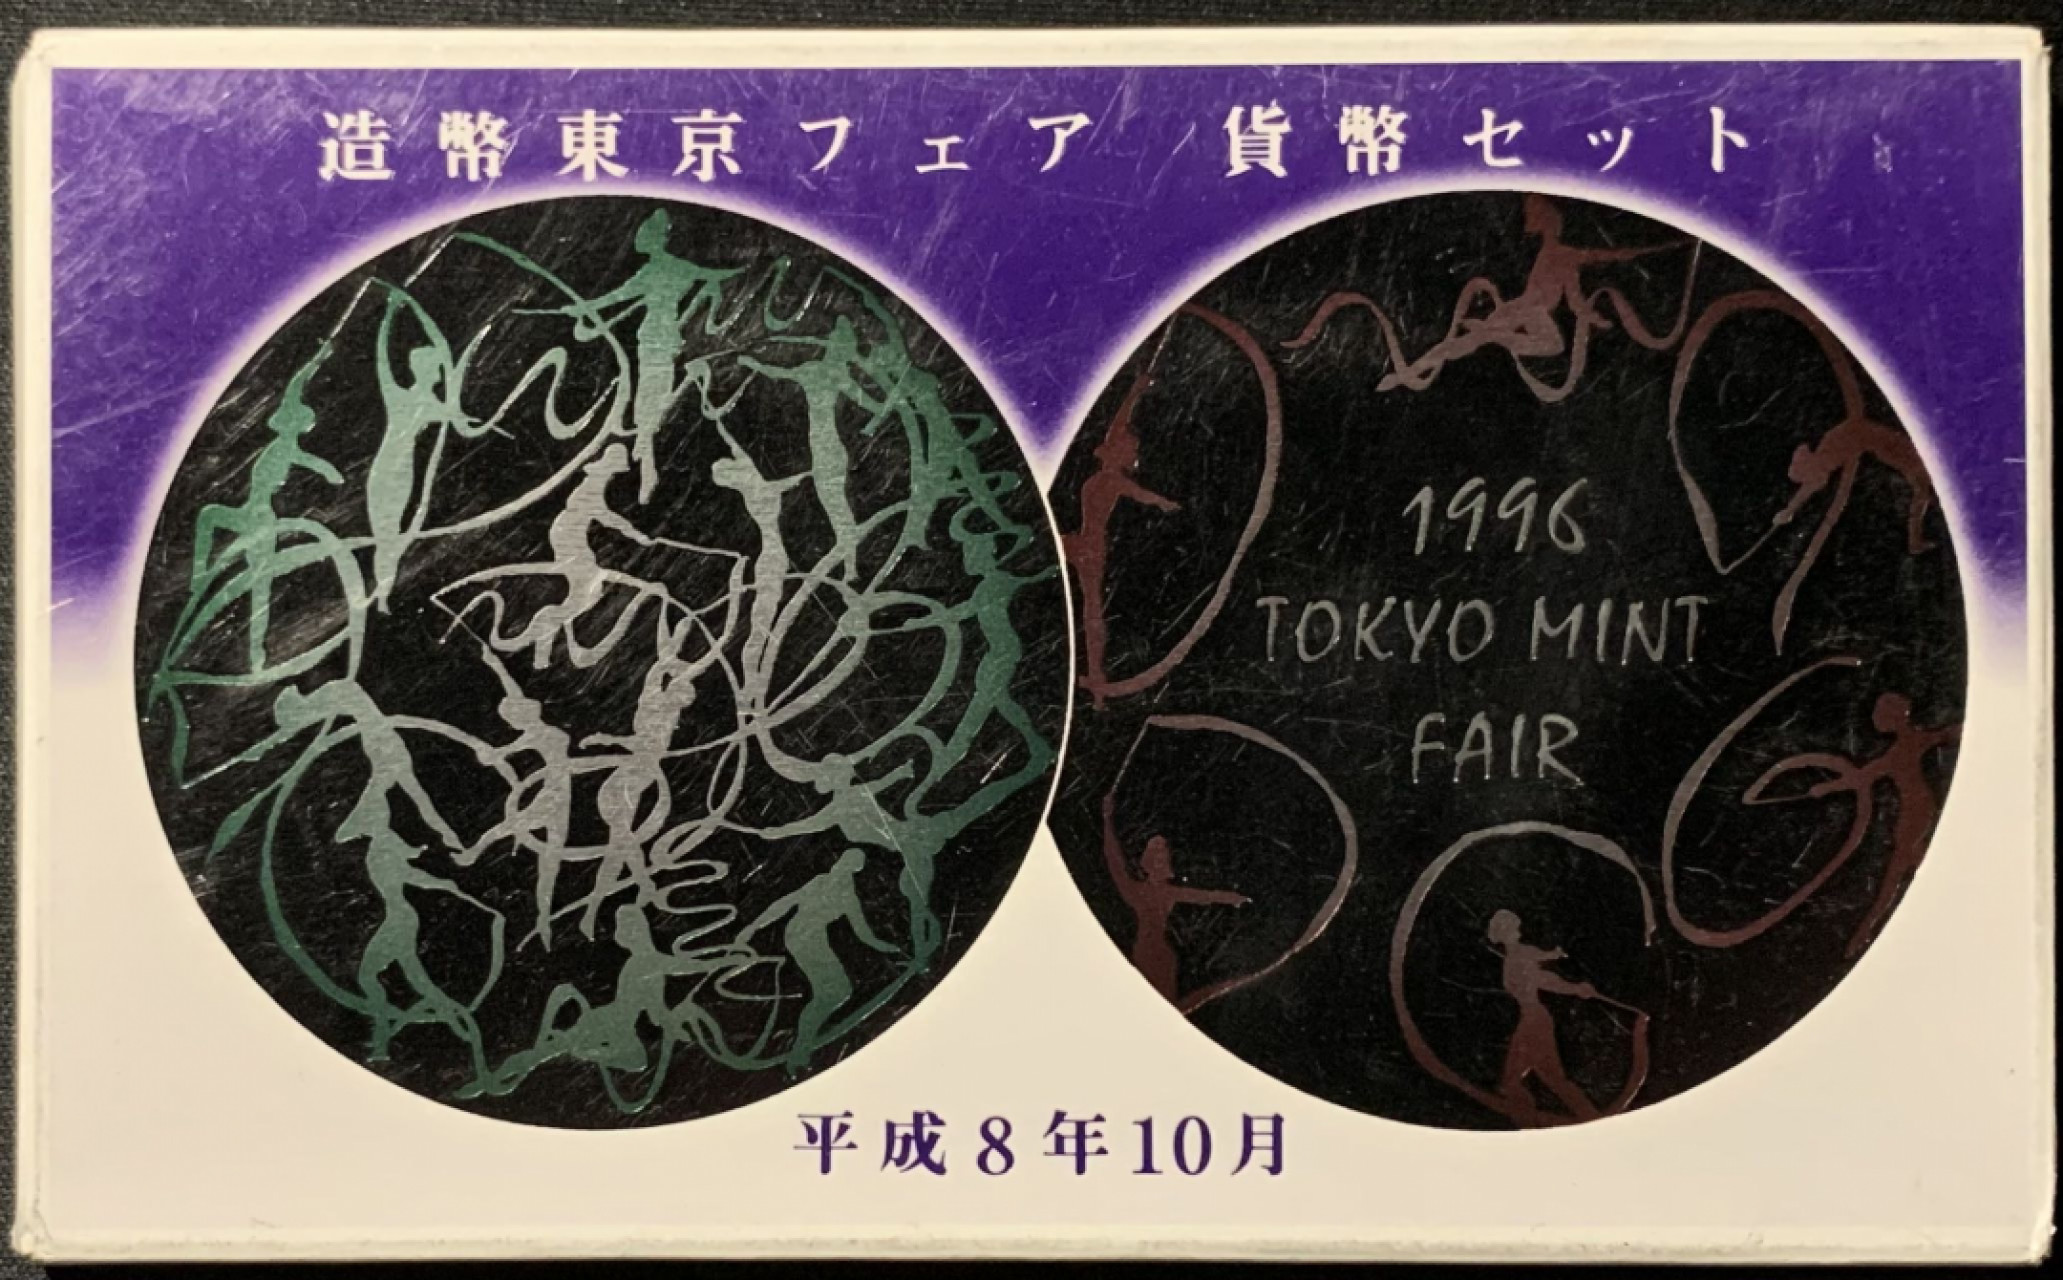 造幣東京フェア 貨幣セット
1996
TOKYO MINT
FAIR
平成8年10月